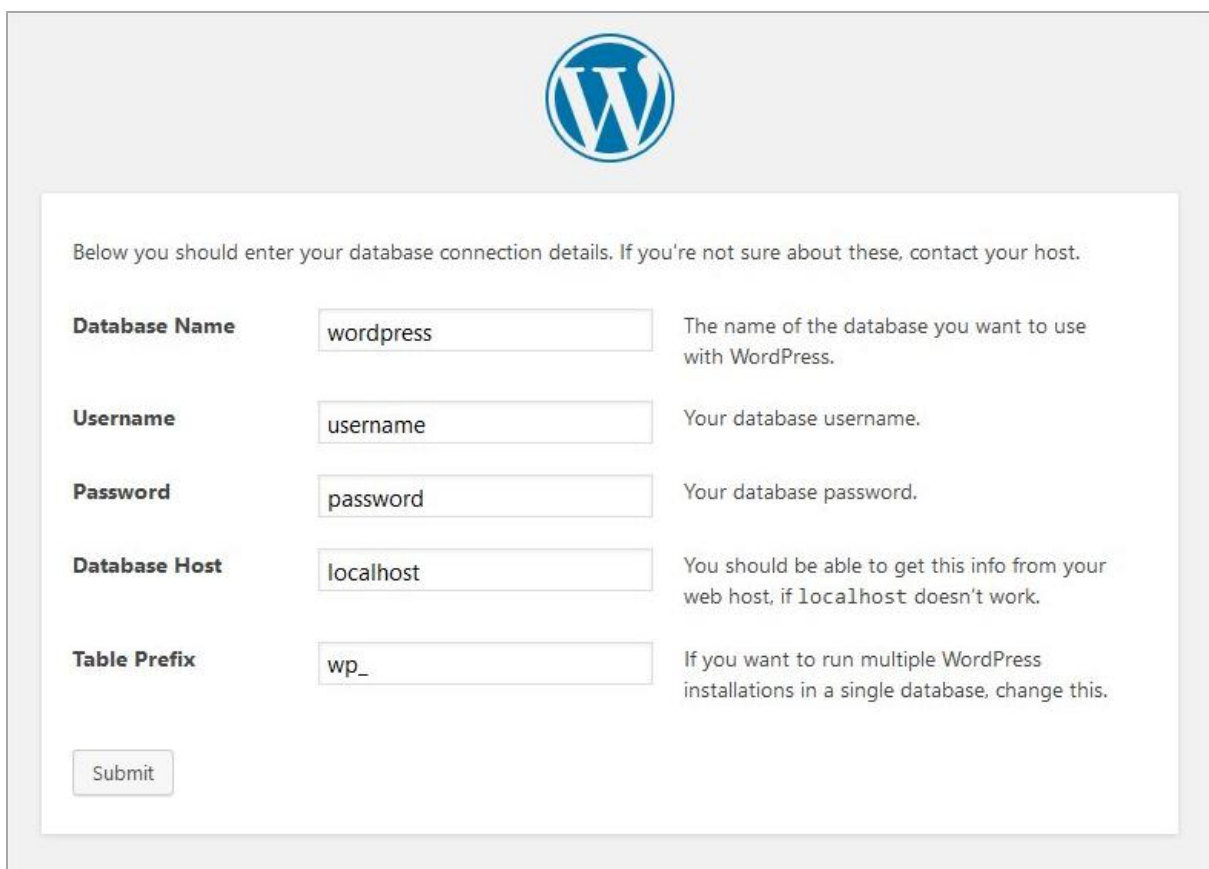 W
Below you should enter your database connection details. If you're not sure about these, contact your host.
Database Name
wordpress
The name of the database you want to use
with WordPress.
Username
username
Your database username.
Password
password
Your database password.
Database Host
localhost
You should be able to get this info from your
web host, if localhost doesn't work.
Table Prefix
wp_
If you want to run multiple WordPress
installations in a single database, change this.
Submit